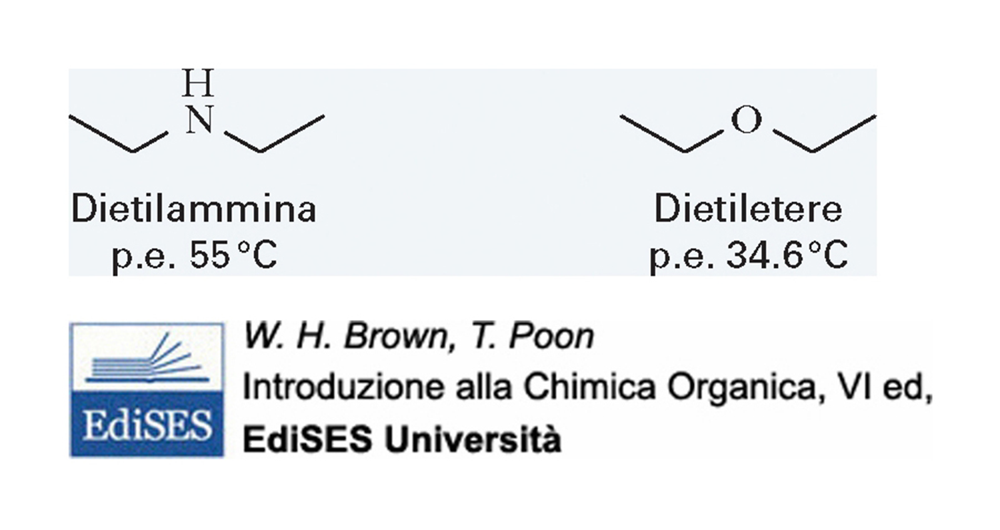 H
N
O
Dietilammina
p.e. 55 °C
Dietiletere
p.e. 34.6 °C
EdiSES
W. H. Brown, T. Poon
Introduzione alla Chimica Organica, VI ed,
EdiSES Università